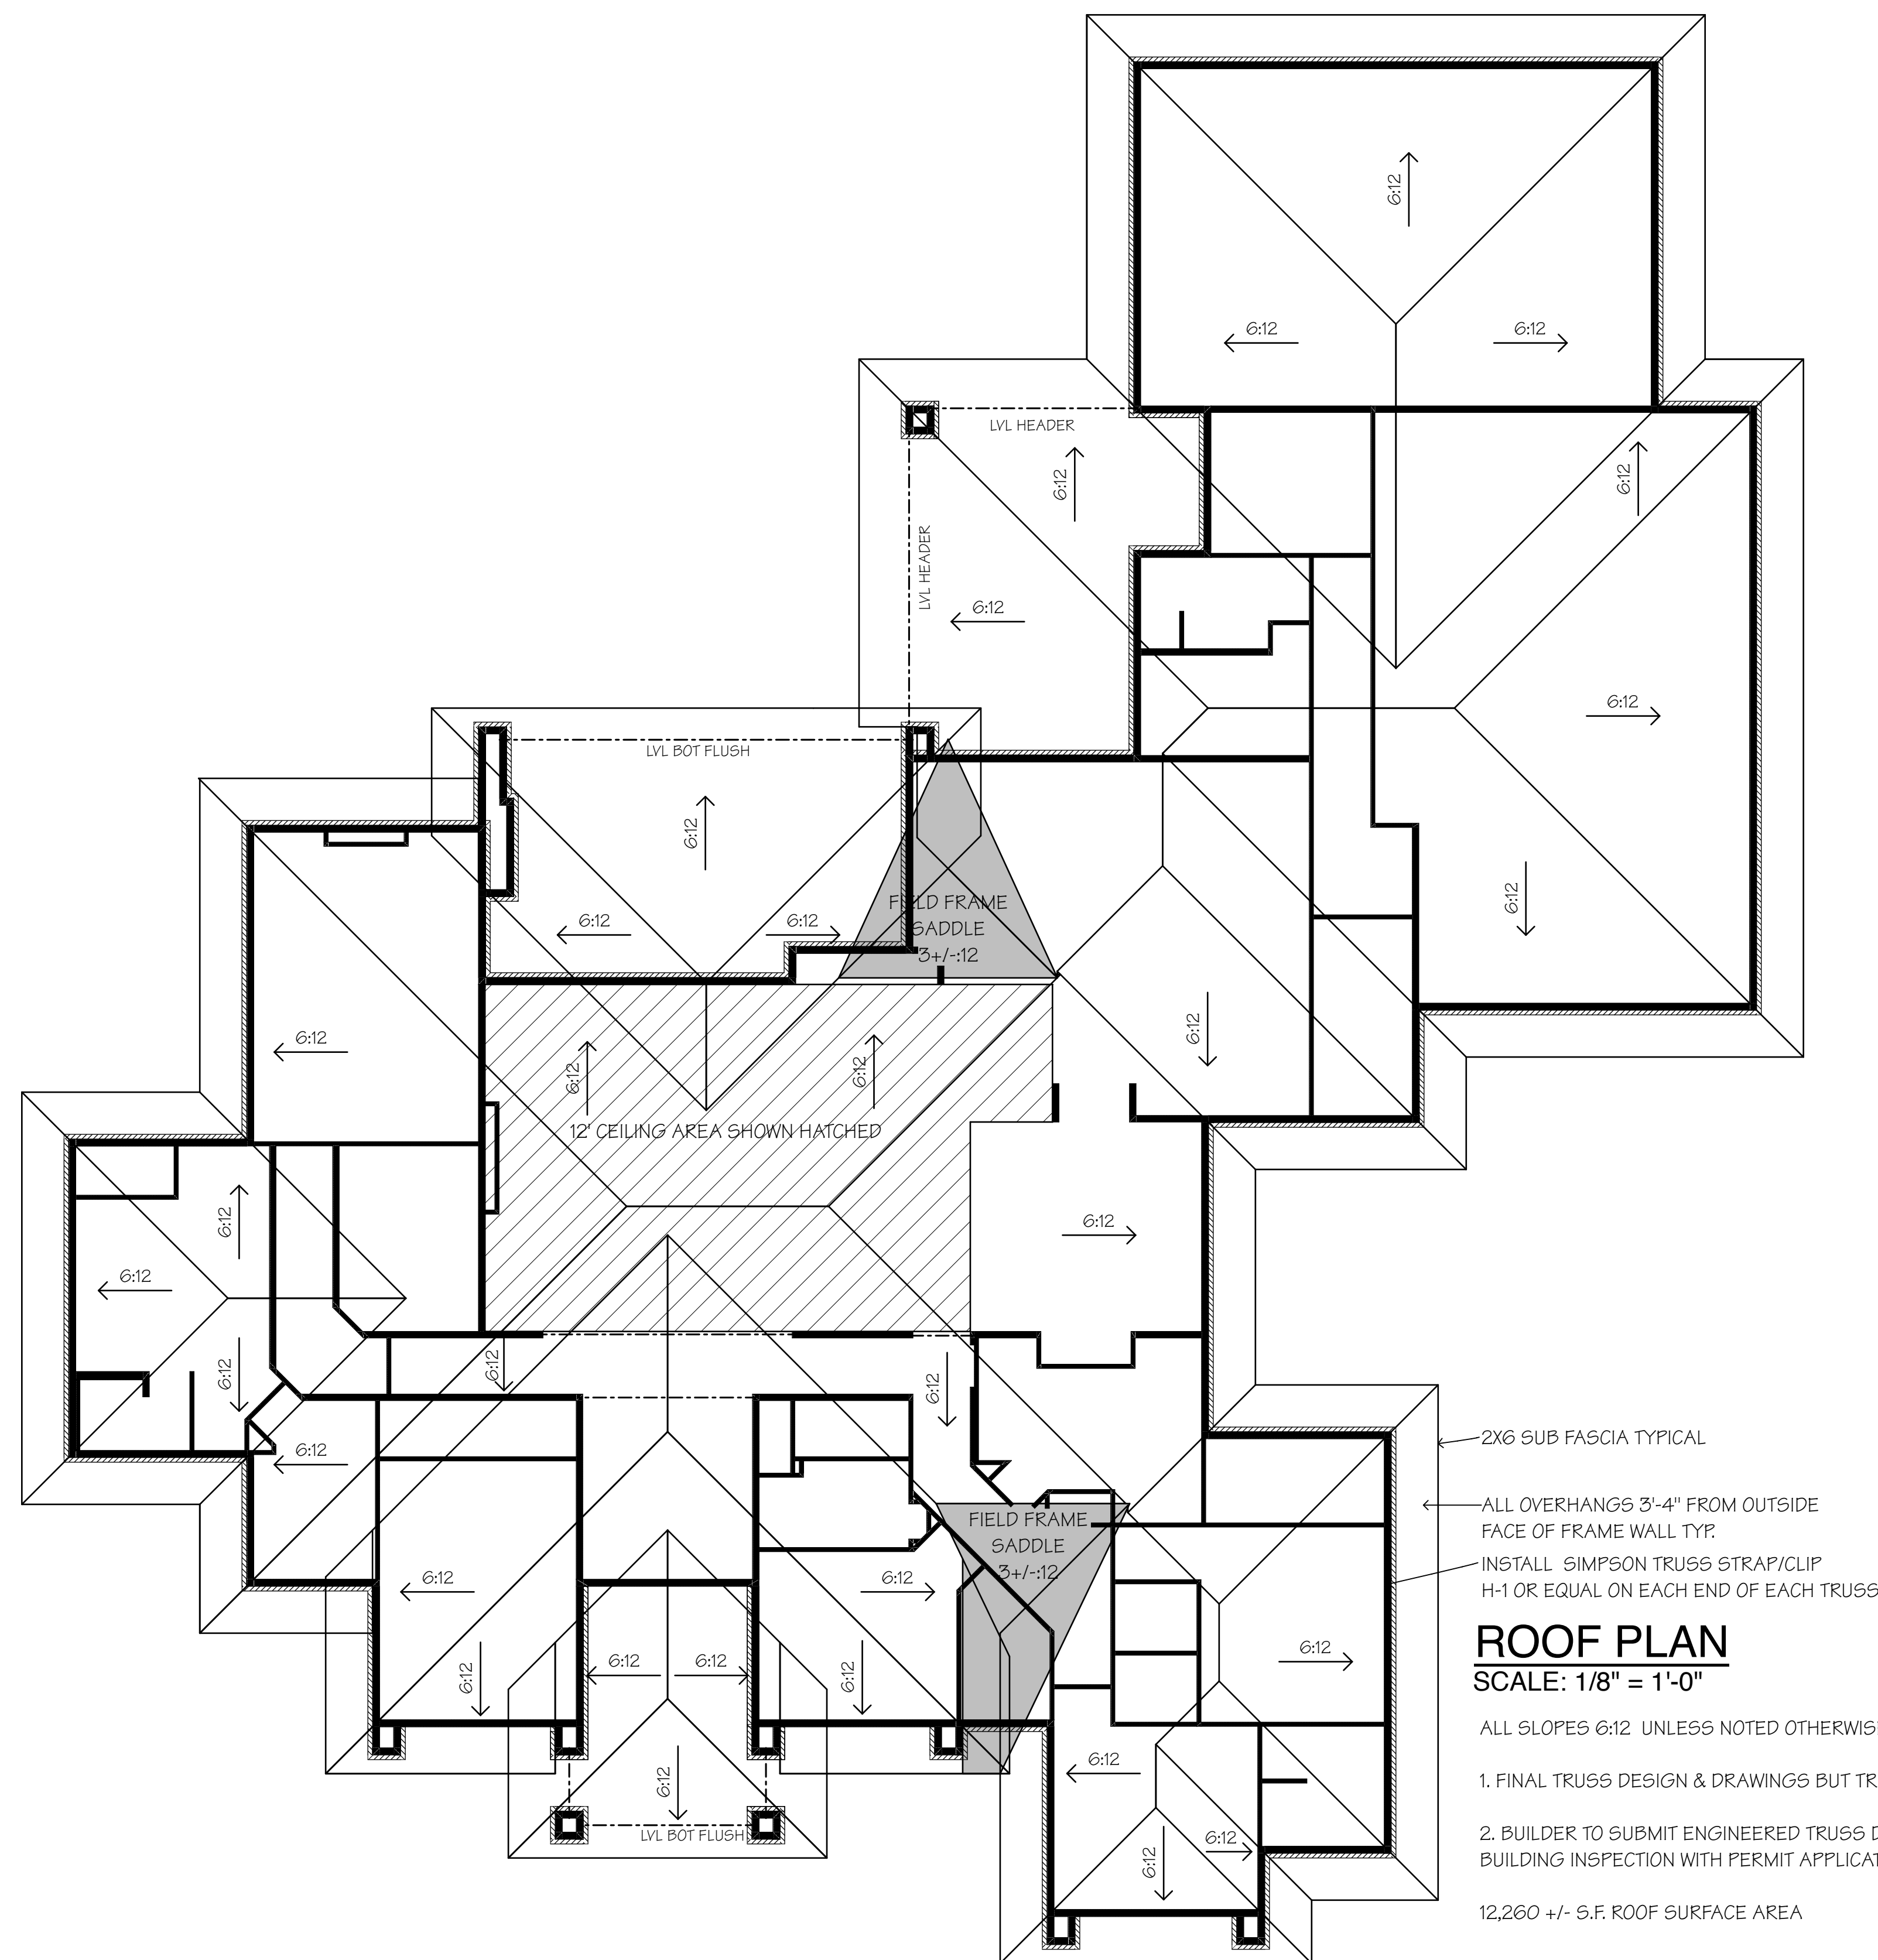 6:12
6:12
6:12
LVL HEADER
6:12
6:12
LVL HEADER
6:12
6:12
LVL BOT FLUSH
6:12
6:12
FIELD FRAME
SADDLE
3+/-:12
6:12
6:12
6:12
6:12
6:12
6:12
6:12
12' CEILING AREA SHOWN HATCHED
6:12
6:12
6:12
6:12
6:12
6:12
6:12
2X6 SUB FASCIA TYPICAL
ALL OVERHANGS 3'-4" FROM OUTSIDE
FACE OF FRAME WALL TYP.
FIELD FRAME
SADDLE
3+/-:12
INSTALL SIMPSON TRUSS STRAP/CLIP
H-1 OR EQUAL ON EACH END OF EACH TRUSS
6:12
6:12
6:12
6:12
6:12
6:12
6:12
ROOF PLAN
SCALE: 1/8" = 1'-0"
ALL SLOPES 6:12 UNLESS NOTED OTHERWIS
6:12
6:12
1. FINAL TRUSS DESIGN & DRAWINGS BUT TR
LVL BOT FLUSH
6:12
6:12
2. BUILDER TO SUBMIT ENGINEERED TRUSS D
BUILDING INSPECTION WITH PERMIT APPLICAT
12,260 +/- S.F. ROOF SURFACE AREA